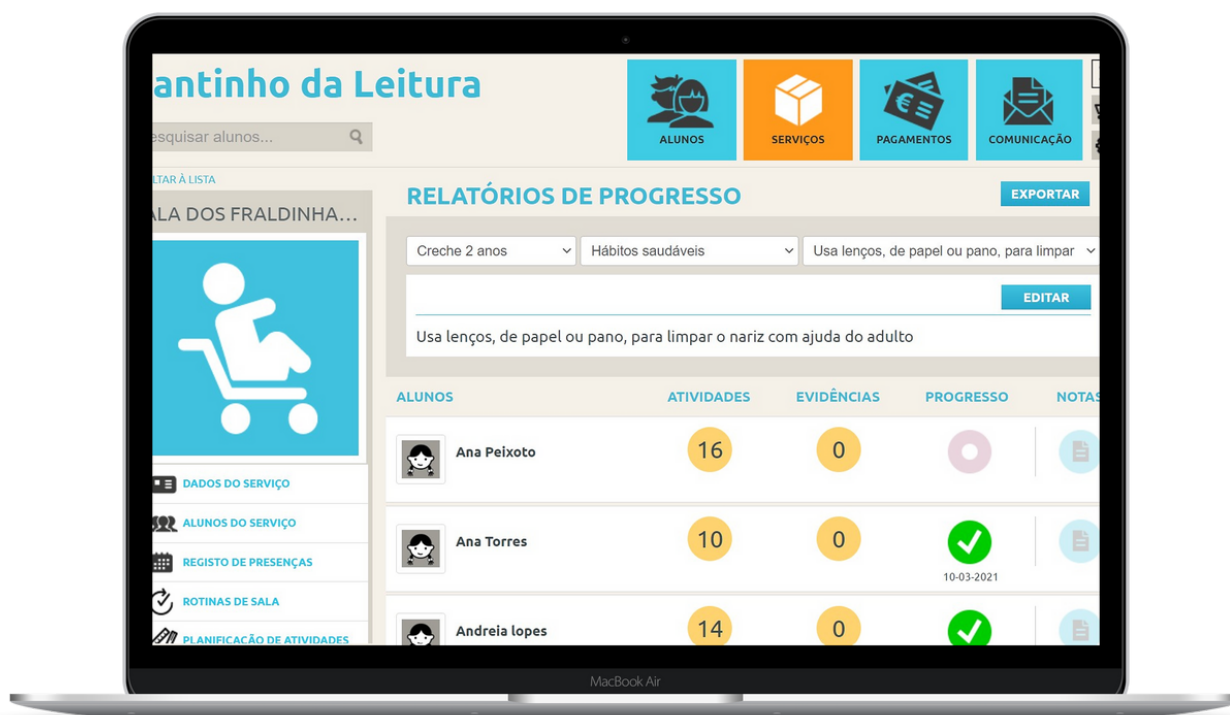 antinho da Leitura
esquisar alunos...
ALUNOS
SERVIÇOS
PAGAMENTOS
COMUNICAÇÃO
LTAR À LISTA
ALA DOS FRALDINHA...
RELATÓRIOS DE PROGRESSO
EXPORTAR
Creche 2 anos
Hábitos saudáveis
Usa lenços, de papel ou pano, para limpar
EDITAR
Usa lenços, de papel ou pano, para limpar o nariz com ajuda do adulto
ALUNOS ATIVIDADES EVIDÊNCIAS PROGRESSO NOTAS
Ana Peixoto 16 0
Ana Torres 10 0
10-03-2021
Andreia lopes 14 0
DADOS DO SERVIÇO
ALUNOS DO SERVIÇO
REGISTO DE PRESENÇAS
ROTINAS DE SALA
PLANIFICAÇÃO DE ATIVIDADES
MacBook Air